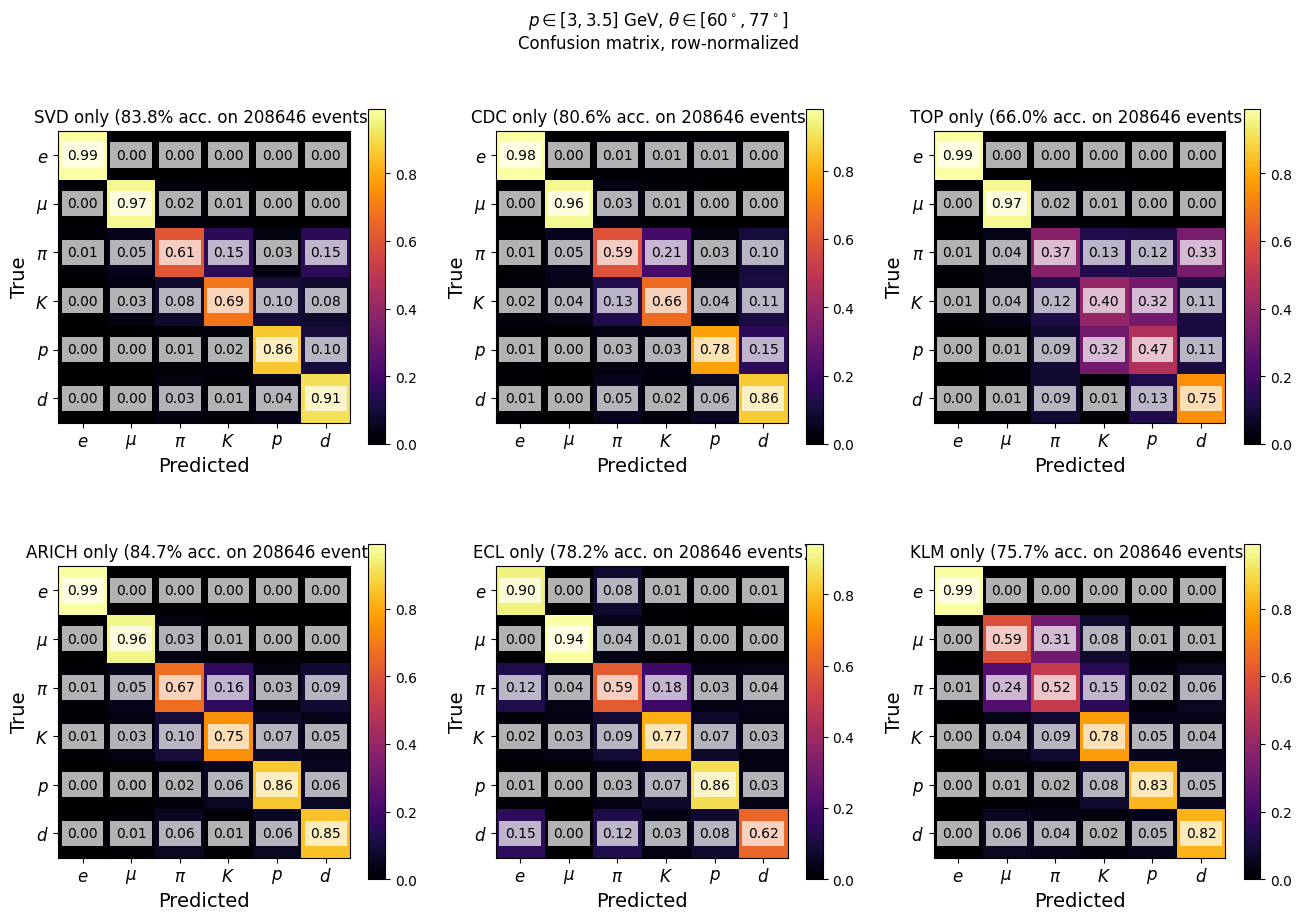 p ∈ [3, 3.5] GeV, θ ∈ [60°, 77°]
Confusion matrix, row-normalized
SVD only (83.8% acc. on 208646 events
True
e 0.99 0.00 0.00 0.00 0.00 0.00
μ 0.00 0.97 0.02 0.01 0.00 0.00
π 0.01 0.05 0.61 0.15 0.03 0.15
K 0.00 0.03 0.08 0.69 0.10 0.08
p 0.00 0.00 0.01 0.02 0.86 0.10
d 0.00 0.00 0.03 0.01 0.04 0.91
e μ π K p d
Predicted
0.8
0.6
0.4
0.2
0.0
CDC only (80.6% acc. on 208646 events
True
e 0.98 0.00 0.01 0.01 0.01 0.00
μ 0.00 0.96 0.03 0.01 0.00 0.00
π 0.01 0.05 0.59 0.21 0.03 0.10
K 0.02 0.04 0.13 0.66 0.04 0.11
p 0.01 0.00 0.03 0.03 0.78 0.15
d 0.01 0.00 0.05 0.02 0.06 0.86
e μ π K p d
Predicted
0.8
0.6
0.4
0.2
0.0
TOP only (66.0% acc. on 208646 events
True
e 0.99 0.00 0.00 0.00 0.00 0.00
μ 0.00 0.97 0.02 0.01 0.00 0.00
π 0.01 0.04 0.37 0.13 0.12 0.33
K 0.01 0.04 0.12 0.40 0.32 0.11
p 0.00 0.01 0.09 0.32 0.47 0.11
d 0.01 0.00 0.09 0.01 0.13 0.75
e μ π K p d
Predicted
0.8
0.6
0.4
0.2
0.0
ARICH only (84.7% acc. on 208646 event
True
e 0.99 0.00 0.00 0.00 0.00 0.00
μ 0.00 0.96 0.03 0.01 0.00 0.00
π 0.01 0.05 0.67 0.16 0.03 0.09
K 0.01 0.03 0.10 0.75 0.07 0.05
p 0.00 0.00 0.02 0.06 0.86 0.06
d 0.00 0.01 0.06 0.01 0.06 0.85
e μ π K p d
Predicted
0.8
0.6
0.4
0.2
0.0
ECL only (78.2% acc. on 208646 events)
True
e 0.90 0.00 0.08 0.01 0.00 0.01
μ 0.00 0.94 0.04 0.01 0.00 0.00
π 0.12 0.04 0.59 0.18 0.03 0.04
K 0.02 0.03 0.09 0.77 0.07 0.03
p 0.01 0.00 0.03 0.07 0.86 0.03
d 0.15 0.00 0.12 0.03 0.08 0.62
e μ π K p d
Predicted
0.8
0.6
0.4
0.2
0.0
KLM only (75.7% acc. on 208646 events
True
e 0.99 0.00 0.00 0.00 0.00 0.00
μ 0.00 0.59 0.31 0.08 0.01 0.01
π 0.01 0.24 0.52 0.15 0.02 0.06
K 0.00 0.04 0.09 0.78 0.05 0.04
p 0.00 0.01 0.02 0.08 0.83 0.05
d 0.00 0.06 0.04 0.02 0.05 0.82
e μ π K p d
Predicted
0.8
0.6
0.4
0.2
0.0